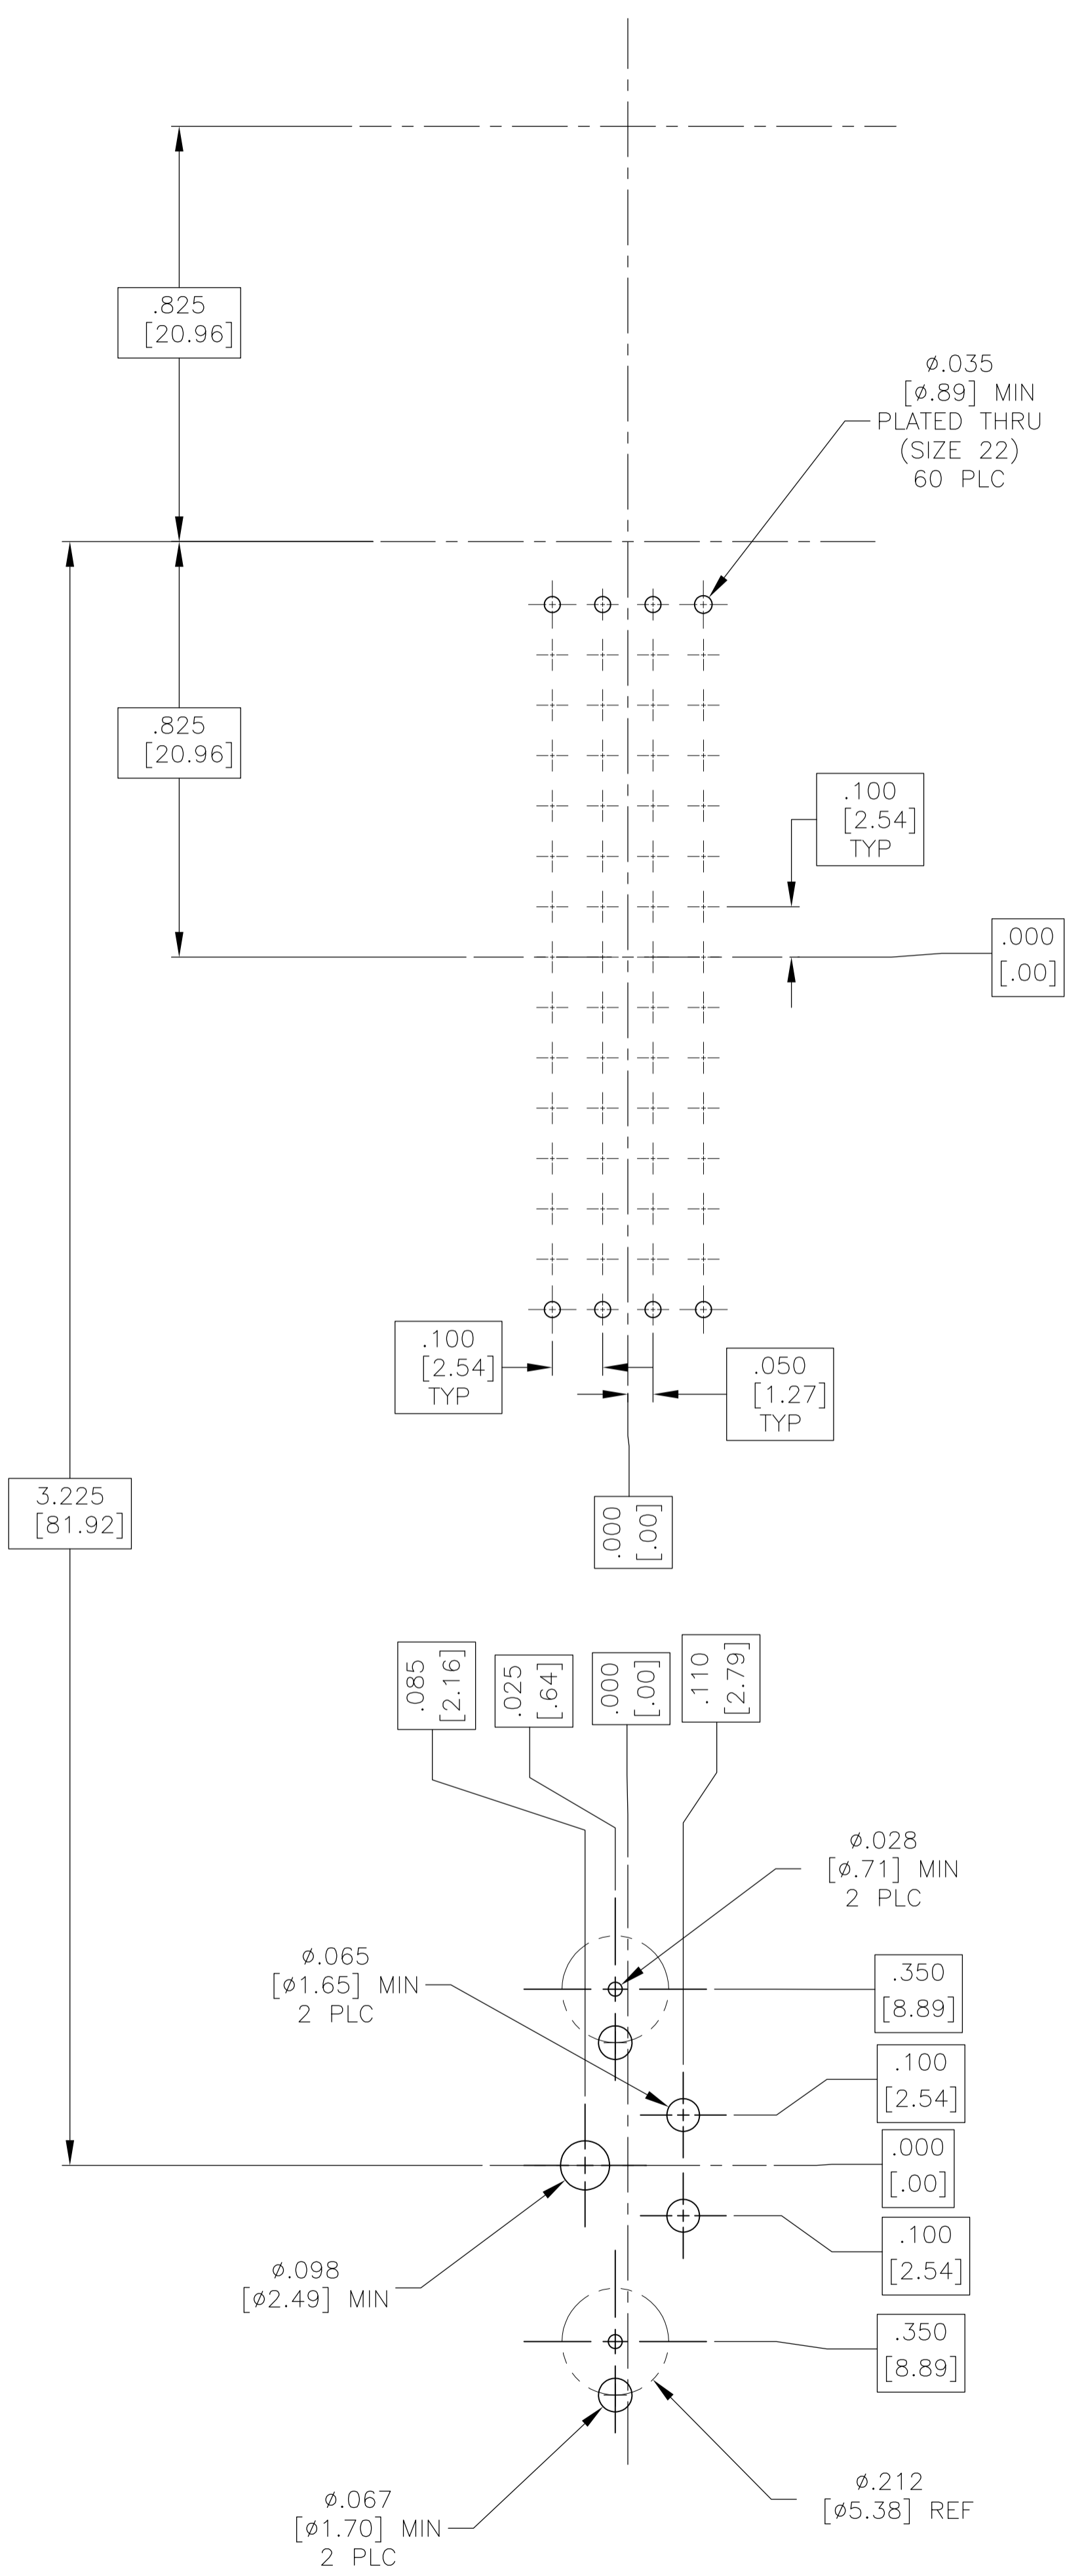 .825
[20.96]
ø.035
[ø.89] MIN
PLATED THRU
(SIZE 22)
60 PLC
.825
[20.96]
.100
[2.54]
TYP
.000
[.00]
.100
[2.54]
TYP
.050
[1.27]
TYP
3.225
[81.92]
.000
[.00]
.085
[2.16]
.025
[.64]
.000
[.00]
.110
[2.79]
ø.028
[ø.71] MIN
2 PLC
ø.065
[ø1.65] MIN
2 PLC
.350
[8.89]
.100
[2.54]
.000
[.00]
.100
[2.54]
ø.098
[ø2.49] MIN
.350
[8.89]
ø.212
[ø5.38] REF
ø.067
[ø1.70] MIN
2 PLC